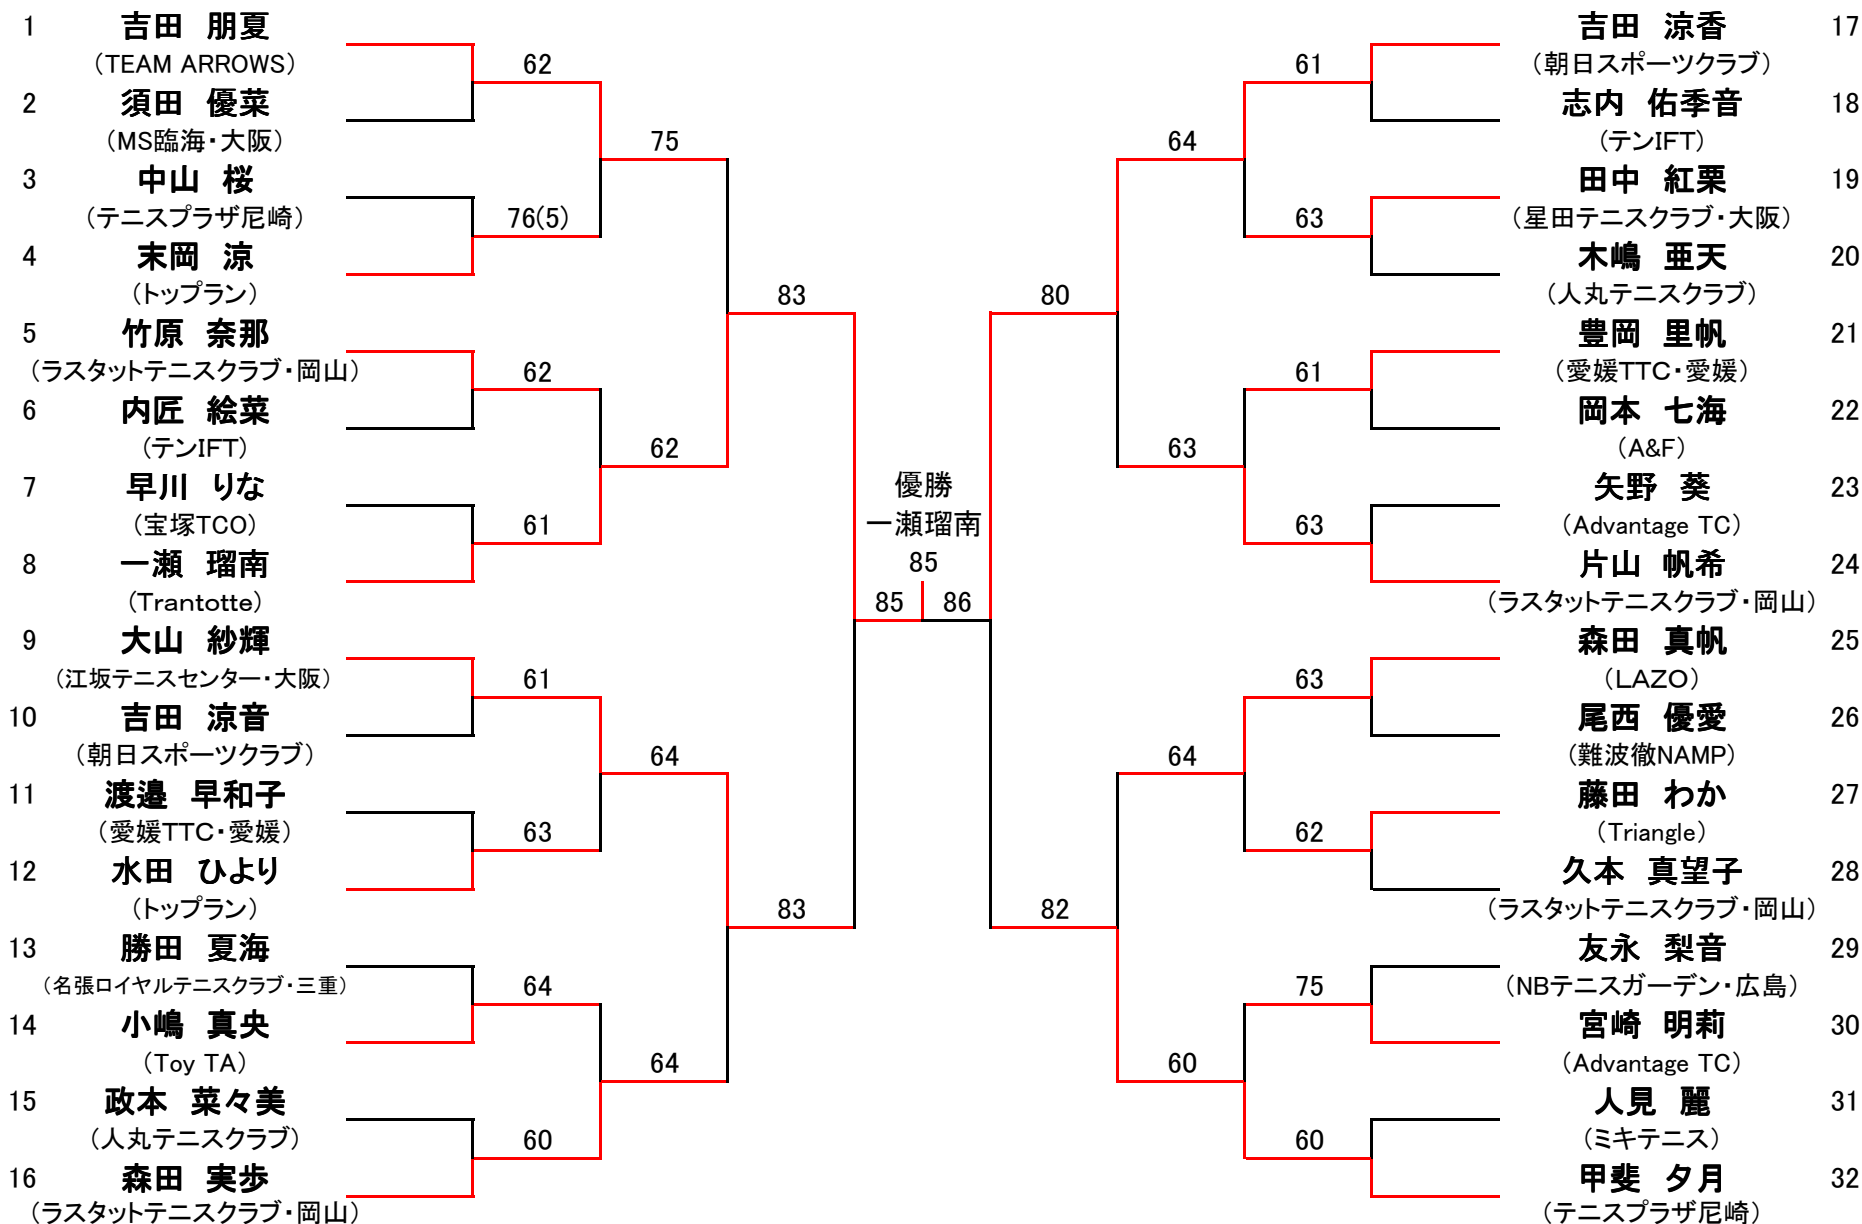 1 吉田 朋夏
(TEAM ARROWS)
62
2 須田 優菜
(MS臨海・大阪)
75
3 中山 桜
(テニスプラザ尼崎)
76(5)
4 末岡 涼
(トップラン)
83
5 竹原 奈那
(ラスタットテニスクラブ・岡山)
62
6 内匠 絵菜
(テンIFT)
62
7 早川 りな
(宝塚TCO)
61
8 一瀬 瑠南
(Trantotte)
9 大山 紗輝
(江坂テニスセンター・大阪)
61
10 吉田 涼音
(朝日スポーツクラブ)
64
11 渡邉 早和子
(愛媛TTC・愛媛)
63
12 水田 ひより
(トップラン)
83
13 勝田 夏海
(名張ロイヤルテニスクラブ・三重)
64
14 小嶋 真央
(Toy TA)
64
15 政本 菜々美
(人丸テニスクラブ)
60
16 森田 実歩
(ラスタットテニスクラブ・岡山)
優勝
一瀬瑠南
85
85 86
吉田 涼香 17
(朝日スポーツクラブ)
61
志内 佑季音 18
(テンIFT)
64
田中 紅栗 19
(星田テニスクラブ・大阪)
63
木嶋 亜天 20
(人丸テニスクラブ)
80
豊岡 里帆 21
(愛媛TTC・愛媛)
61
岡本 七海 22
(A&F)
63
矢野 葵 23
(Advantage TC)
63
片山 帆希 24
(ラスタットテニスクラブ・岡山)
森田 真帆 25
(LAZO)
63
尾西 優愛 26
(難波徹NAMP)
64
藤田 わか 27
(Triangle)
62
久本 真望子 28
(ラスタットテニスクラブ・岡山)
82
友永 梨音 29
(NBテニスガーデン・広島)
75
宮崎 明莉 30
(Advantage TC)
60
人見 麗 31
(ミキテニス)
60
甲斐 夕月 32
(テニスプラザ尼崎)